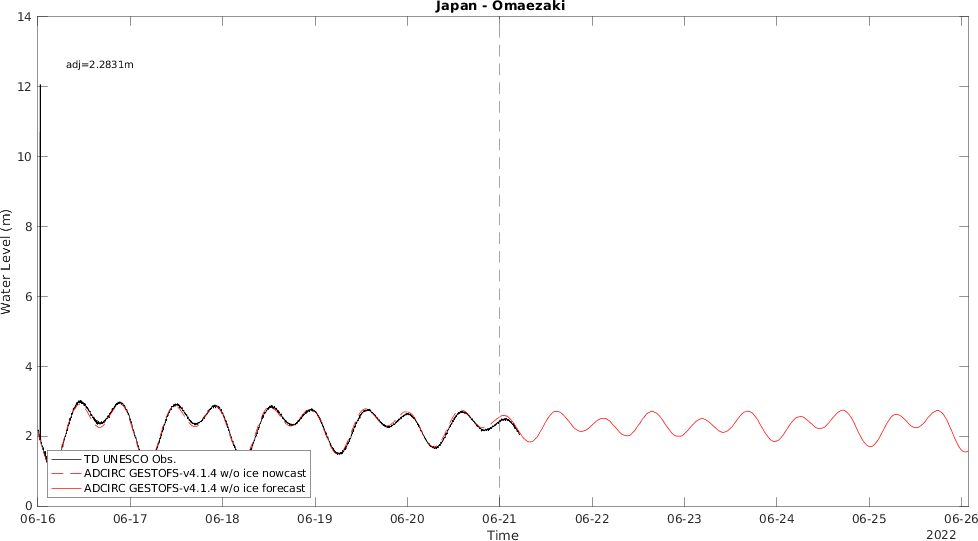 Japan - Omaezaki
adj=2.2831m
14
12
10
8
6
4
2
0
Water Level (m)
TD UNESCO Obs.
ADCIRC GESTOFS-v4.1.4 w/o ice nowcast
ADCIRC GESTOFS-v4.1.4 w/o ice forecast
06-16 06-17 06-18 06-19 06-20 06-21 06-22 06-23 06-24 06-25 06-26
Time
2022